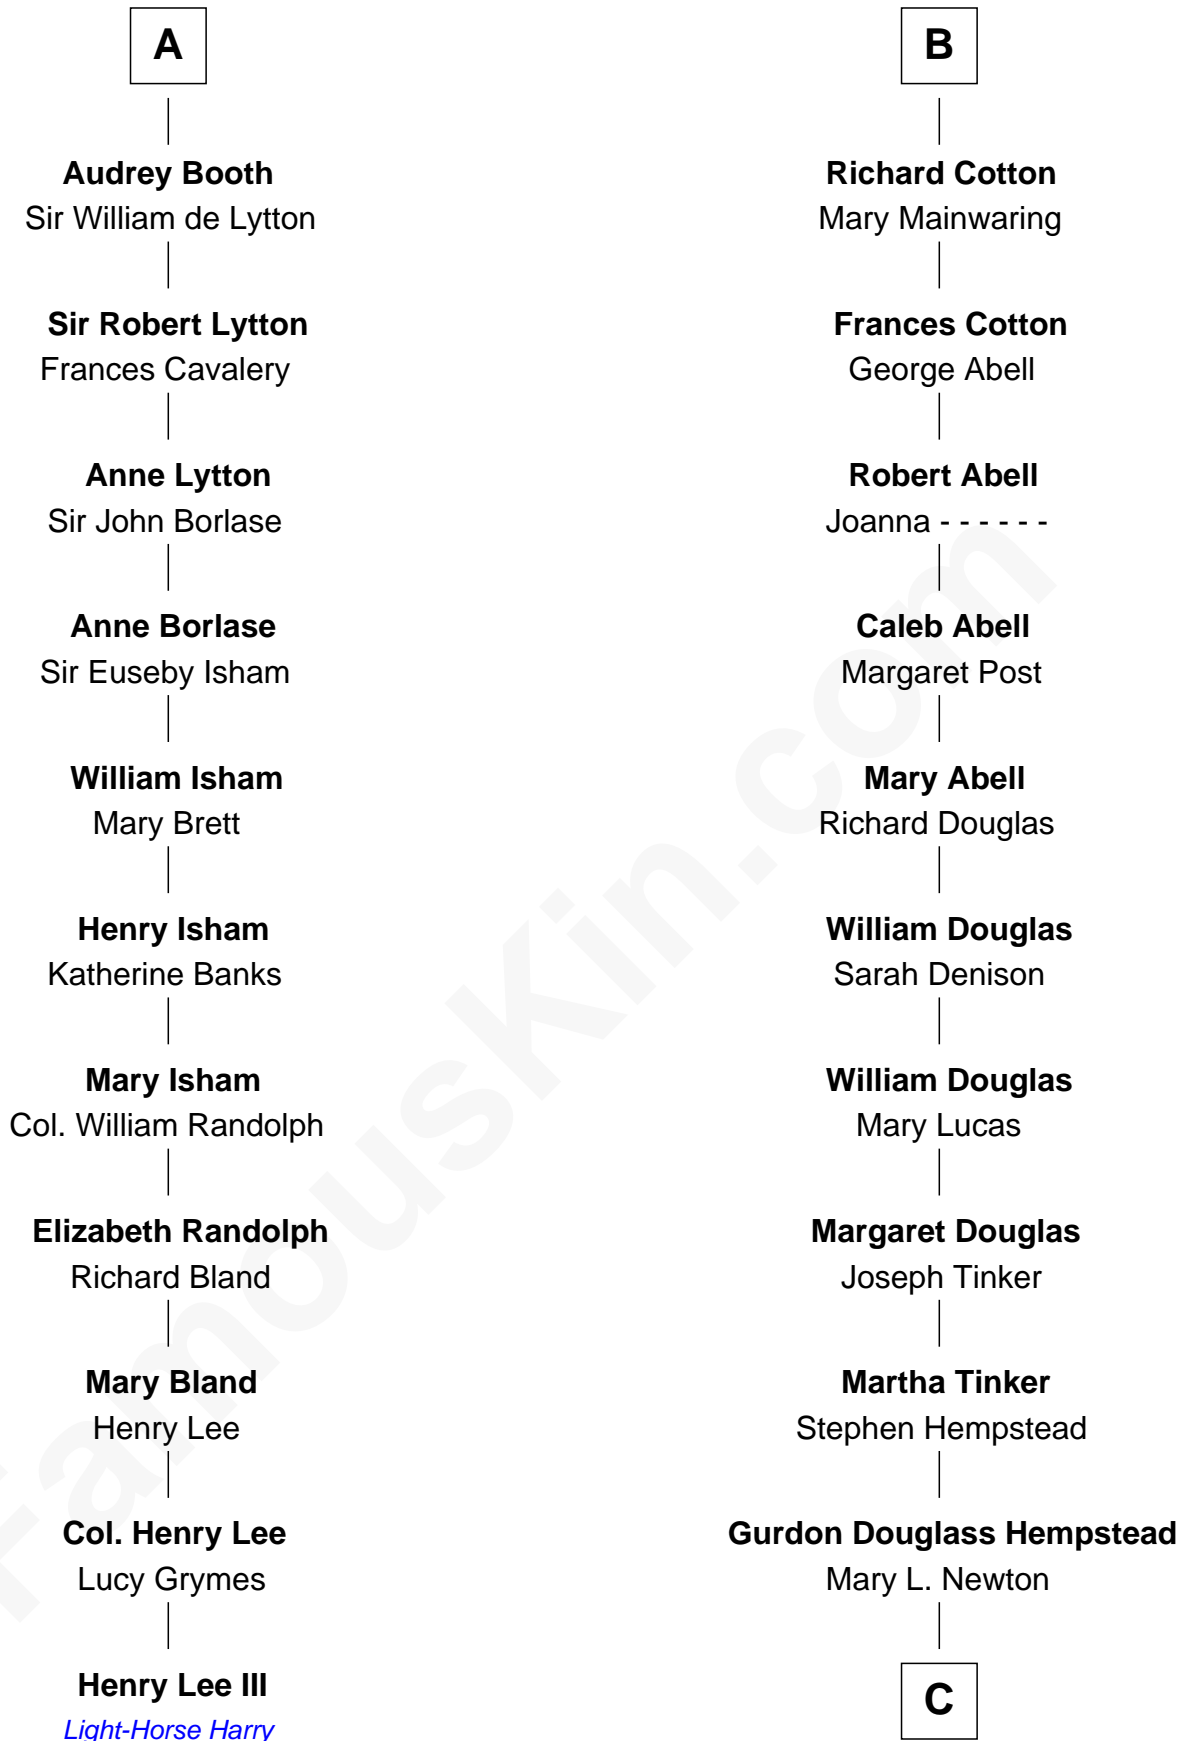 A
Audrey Booth
Sir William de Lytton
Sir Robert Lytton
Frances Cavalery
Anne Lytton
Sir John Borlase
Anne Borlase
Sir Euseby Isham
William Isham
Mary Brett
Henry Isham
Katherine Banks
Mary Isham
Col. William Randolph
Elizabeth Randolph
Richard Bland
Mary Bland
Henry Lee
Col. Henry Lee
Lucy Grymes
Henry Lee III
Light-Horse Harry
B
Richard Cotton
Mary Mainwaring
Frances Cotton
George Abell
Robert Abell
Joanna - - - - - -
Caleb Abell
Margaret Post
Mary Abell
Richard Douglas
William Douglas
Sarah Denison
William Douglas
Mary Lucas
Margaret Douglas
Joseph Tinker
Martha Tinker
Stephen Hempstead
Gurdon Douglass Hempstead
Mary L. Newton
C
FamousKin.com